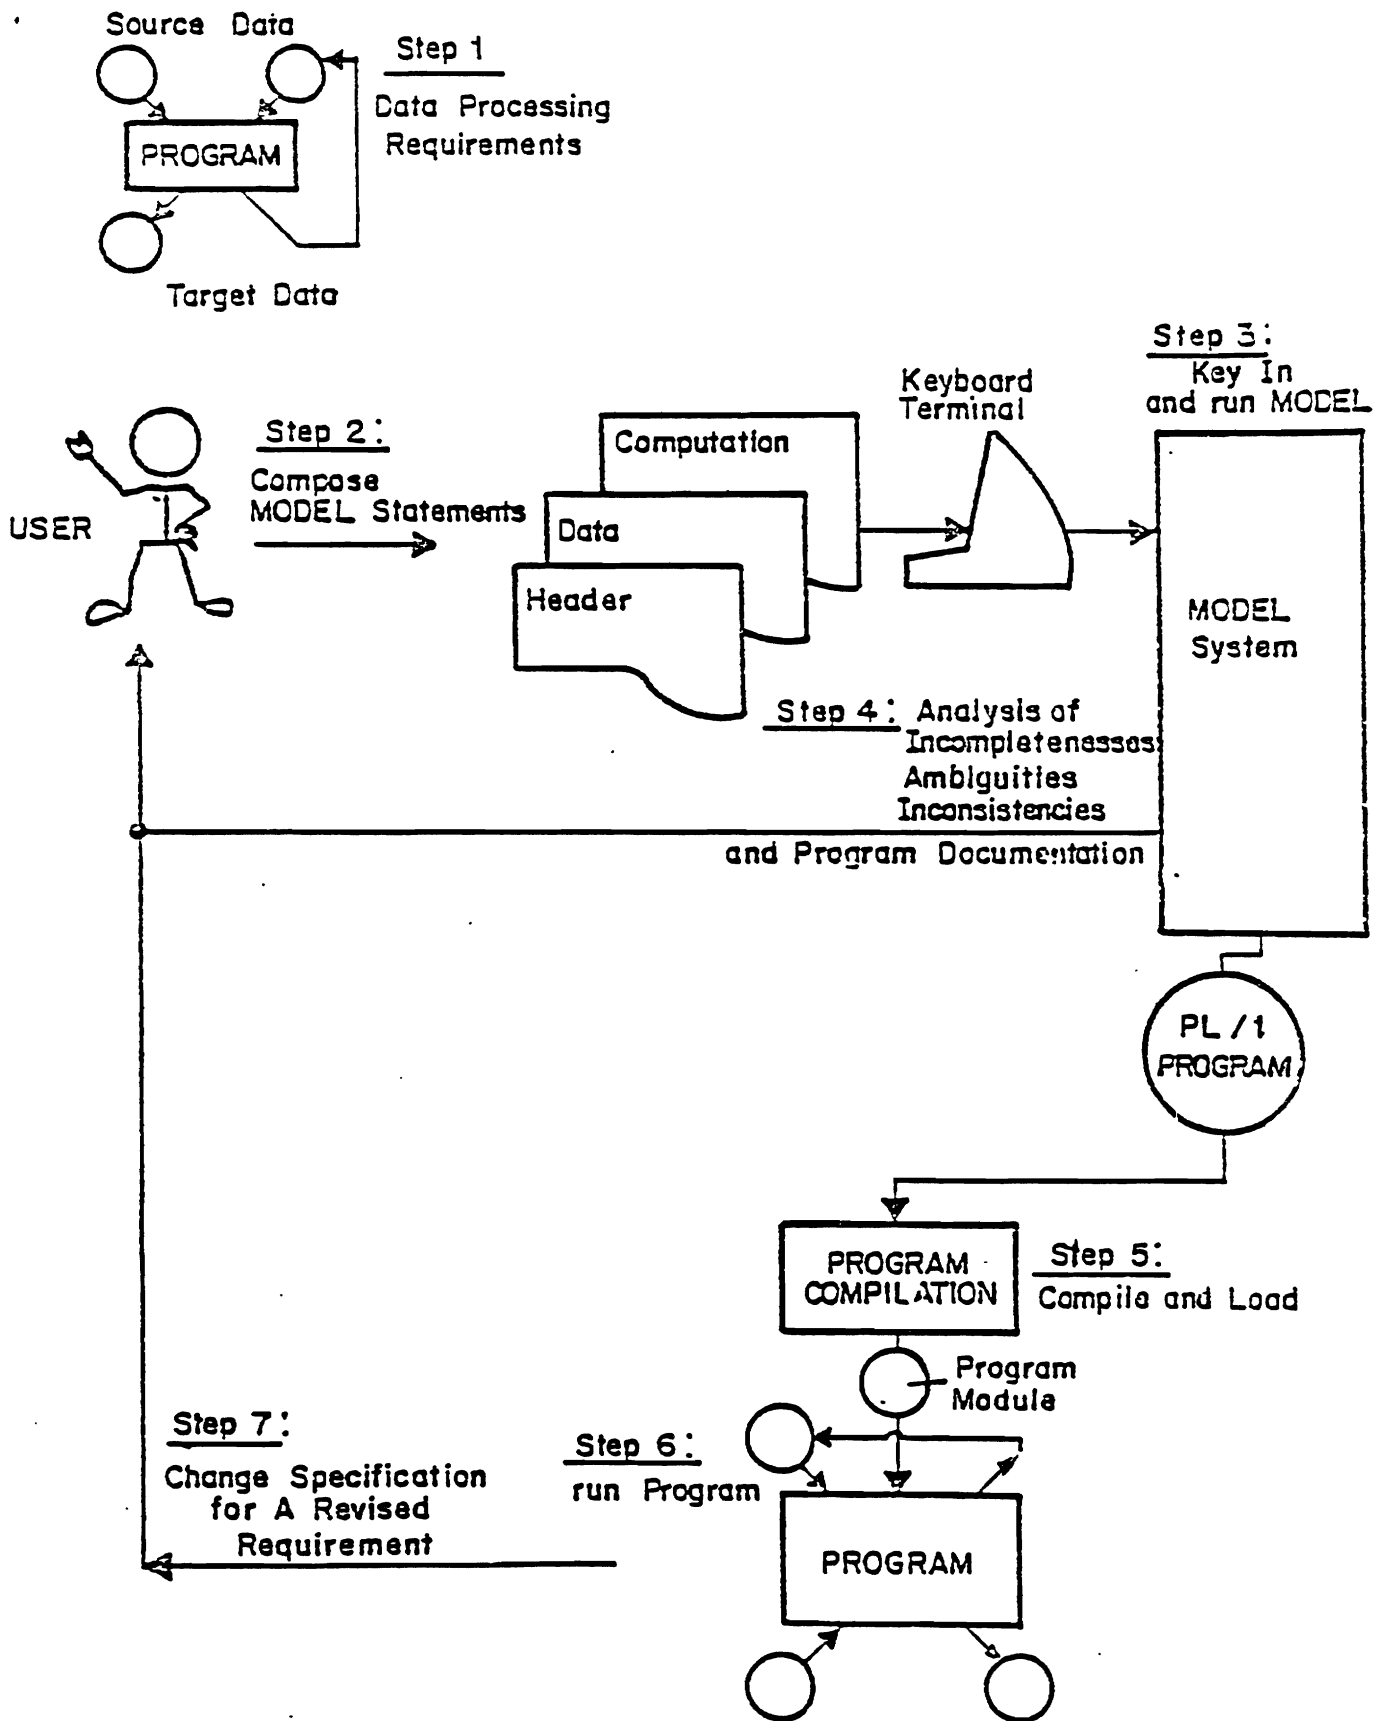 Source Data
Step 1
Data Processing
Requirements
PROGRAM
Target Data
USER
Step 2:
Compose
MODEL Statements
Computation
Data
Header
Keyboard
Terminal
Step 3:
Key In
and run MODEL
MODEL
System
Step 4: Analysis of
Incompletenesses
Ambiguities
Inconsistencies
and Program Documentation
PL/1
PROGRAM
PROGRAM
COMPILATION
Step 5:
Compile and Load
Program
Module
Step 6:
run Program
PROGRAM
Step 7:
Change Specification
for A Revised
Requirement